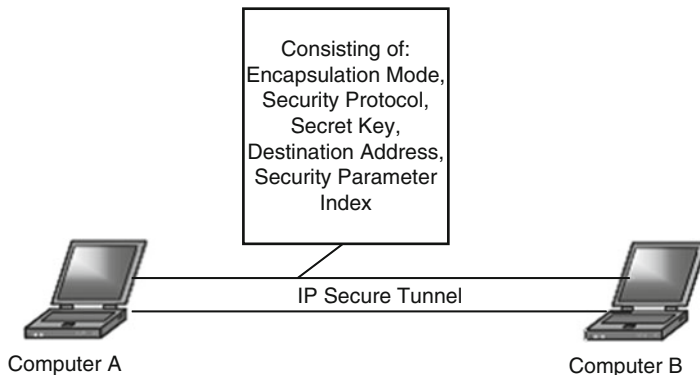 Consisting of:
Encapsulation Mode,
Security Protocol,
Secret Key,
Destination Address,
Security Parameter
Index
IP Secure Tunnel
Computer A
Computer B